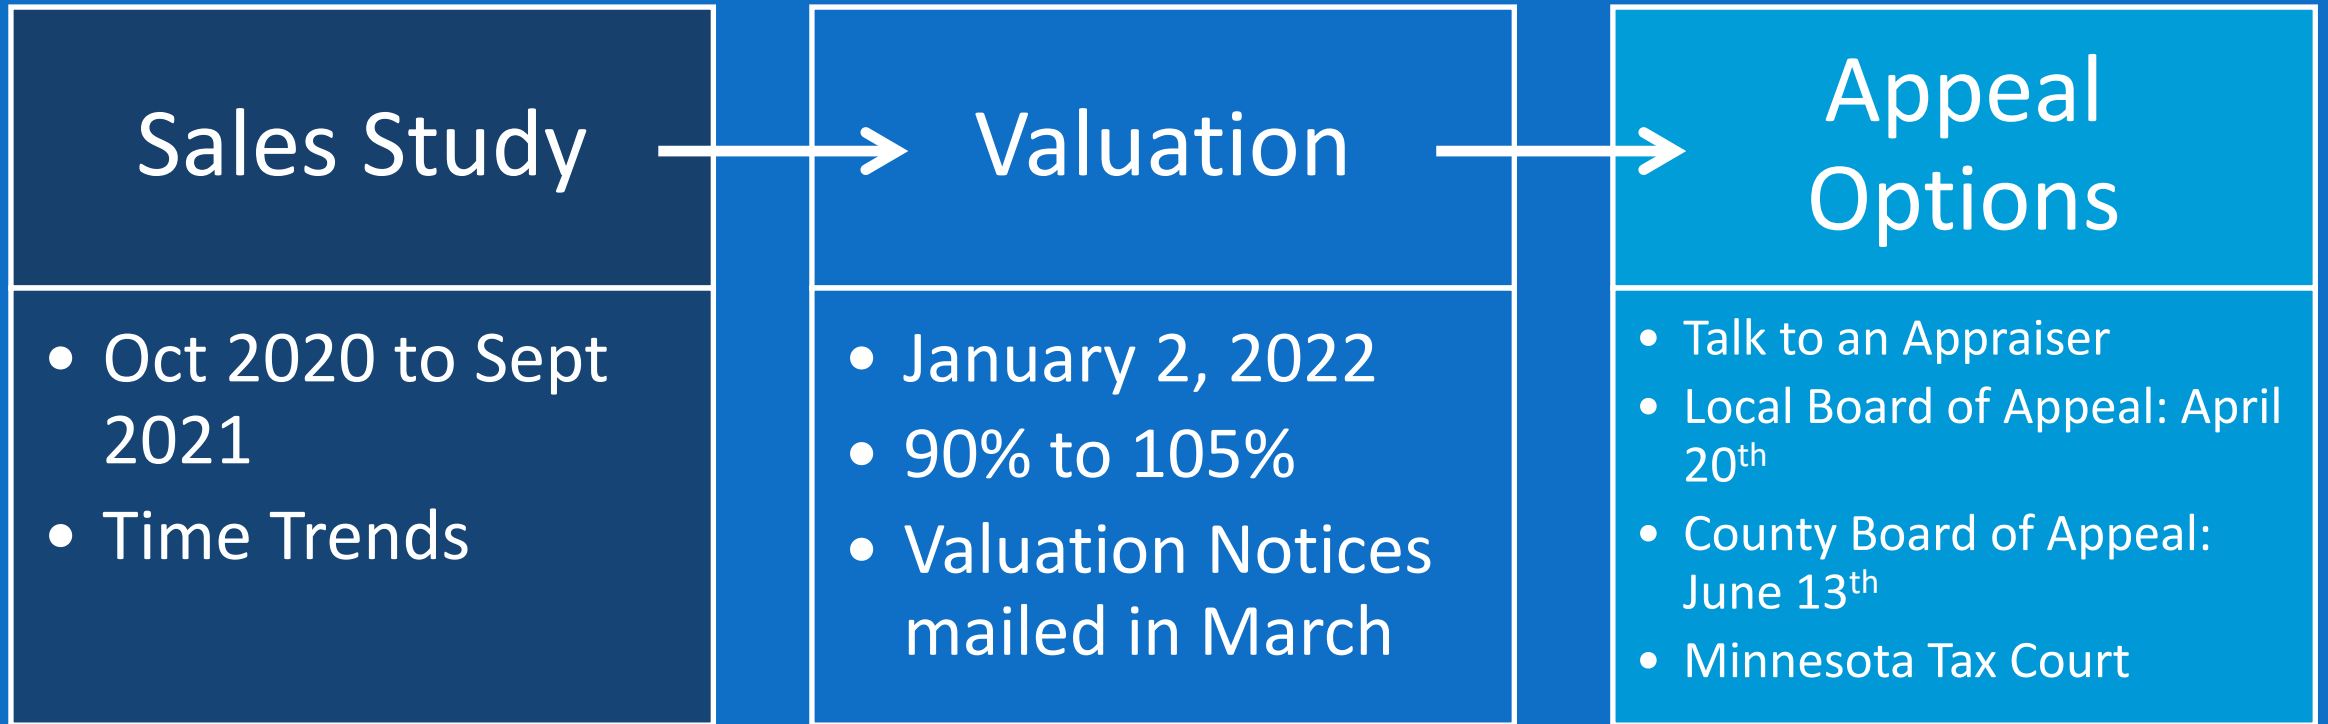 Sales Study
• Oct 2020 to Sept
2021
• Time Trends
Valuation
• January 2, 2022
• 90% to 105%
• Valuation Notices
mailed in March
Appeal
Options
• Talk to an Appraiser
• Local Board of Appeal: April
20th
• County Board of Appeal:
June 13th
• Minnesota Tax Court